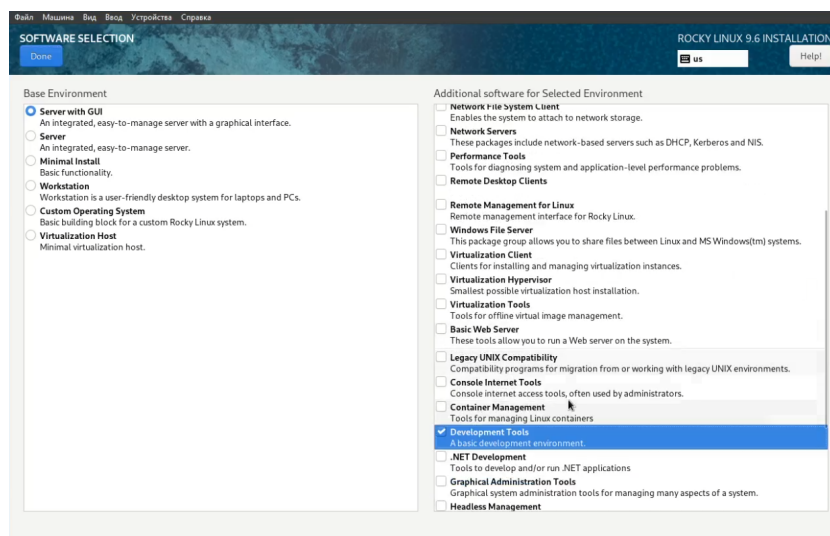 Файл Машина Вид Ввод Устройства Справка
SOFTWARE SELECTION
ROCKY LINUX 9.6 INSTALLATION
Done
us
Help!
Base Environment
Server with GUI
An integrated, easy-to-manage server with a graphical interface.
Server
An integrated, easy-to-manage server.
Minimal Install
Basic functionality.
Workstation
Workstation is a user-friendly desktop system for laptops and PCs.
Custom Operating System
Basic building block for a custom Rocky Linux system.
Virtualization Host
Minimal virtualization host.
Additional software for Selected Environment
Network File System Client
Enables the system to attach to network storage.
Network Servers
These packages include network-based servers such as DHCP, Kerberos and NIS.
Performance Tools
Tools for diagnosing system and application-level performance problems.
Remote Desktop Clients
Remote Management for Linux
Remote management interface for Rocky Linux.
Windows File Server
This package group allows you to share files between Linux and MS Windows(tm) systems.
Virtualization Client
Clients for installing and managing virtualization instances.
Virtualization Hypervisor
Smallest possible virtualization host installation.
Virtualization Tools
Tools for offline virtual image management.
Basic Web Server
These tools allow you to run a Web server on the system.
Legacy UNIX Compatibility
Compatibility programs for migration from or working with legacy UNIX environments.
Console Internet Tools
Console internet access tools, often used by administrators.
Container Management
Tools for managing Linux containers
Development Tools
A basic development environment.
.NET Development
Tools to develop and/or run .NET applications
Graphical Administration Tools
Graphical system administration tools for managing many aspects of a system.
Headless Management